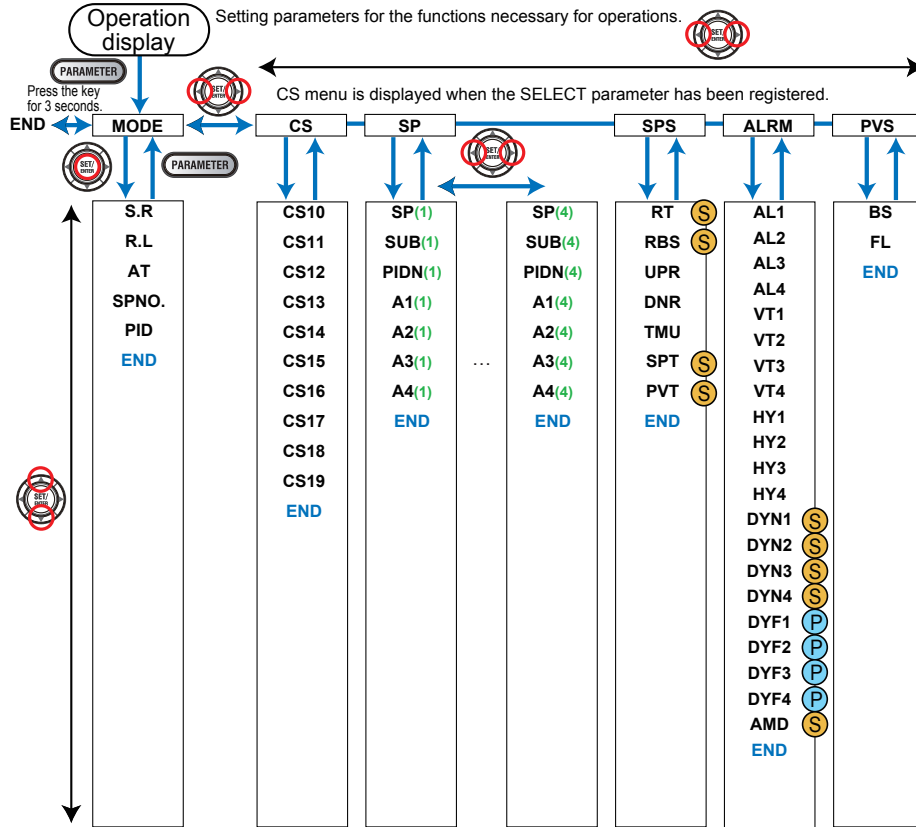 Operation
display
Setting parameters for the functions necessary for operations.
SET/
ENTER
PARAMETER
Press the key
for 3 seconds.
SET/
ENTER
CS menu is displayed when the SELECT parameter has been registered.
END
MODE
CS
SP
SPS
ALRM
PVS
SET/
ENTER
PARAMETER
SET/
ENTER
S.R
R.L
AT
SPNO.
PID
END
CS10
CS11
CS12
CS13
CS14
CS15
CS16
CS17
CS18
CS19
END
SP(1)
SUB(1)
PIDN(1)
A1(1)
A2(1)
A3(1)
A4(1)
END
...
SP(4)
SUB(4)
PIDN(4)
A1(4)
A2(4)
A3(4)
A4(4)
END
RT S
RBS S
UPR
DNR
TMU
SPT S
PVT S
END
AL1
AL2
AL3
AL4
VT1
VT2
VT3
VT4
HY1
HY2
HY3
HY4
DYN1 S
DYN2 S
DYN3 S
DYN4 S
DYF1 P
DYF2 P
DYF3 P
DYF4 P
AMD S
END
BS
FL
END
SET/
ENTER